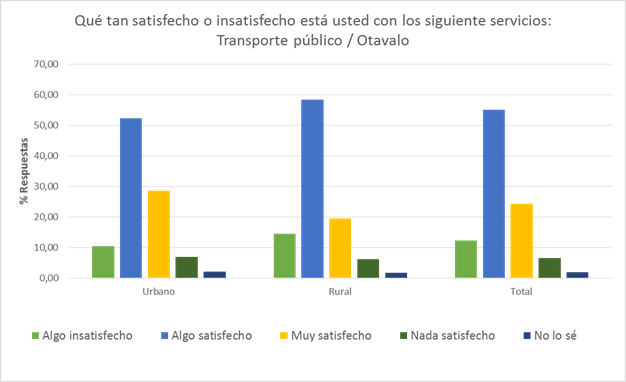 Qué tan satisfecho o insatisfecho está usted con los siguiente servicios:
Transporte público / Otavalo
70,00
60,00
50,00
40,00
30,00
20,00
10,00
0,00
% Respuestas
Urbano Rural Total
Algo insatisfecho Algo satisfecho Muy satisfecho Nada satisfecho No lo sé